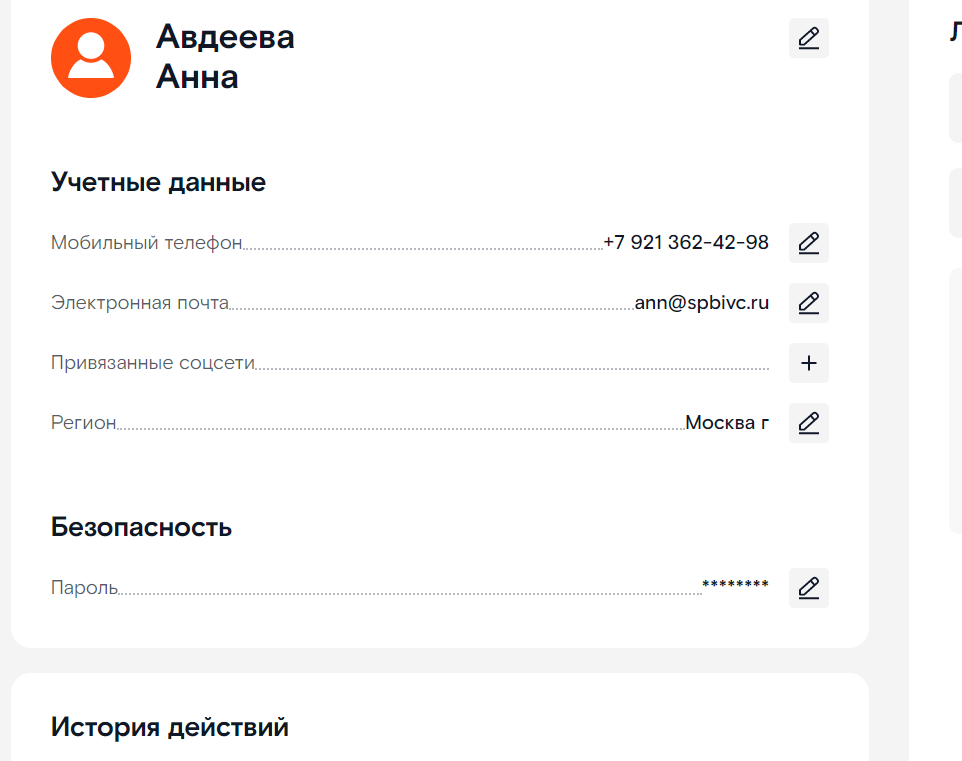 Авдеева
Анна
Учетные данные
Мобильный телефон +7 921 362-42-98
Электронная почта ann@spbivc.ru
Привязанные соцсети
Регион Москва г
Безопасность
Пароль ********
История действий